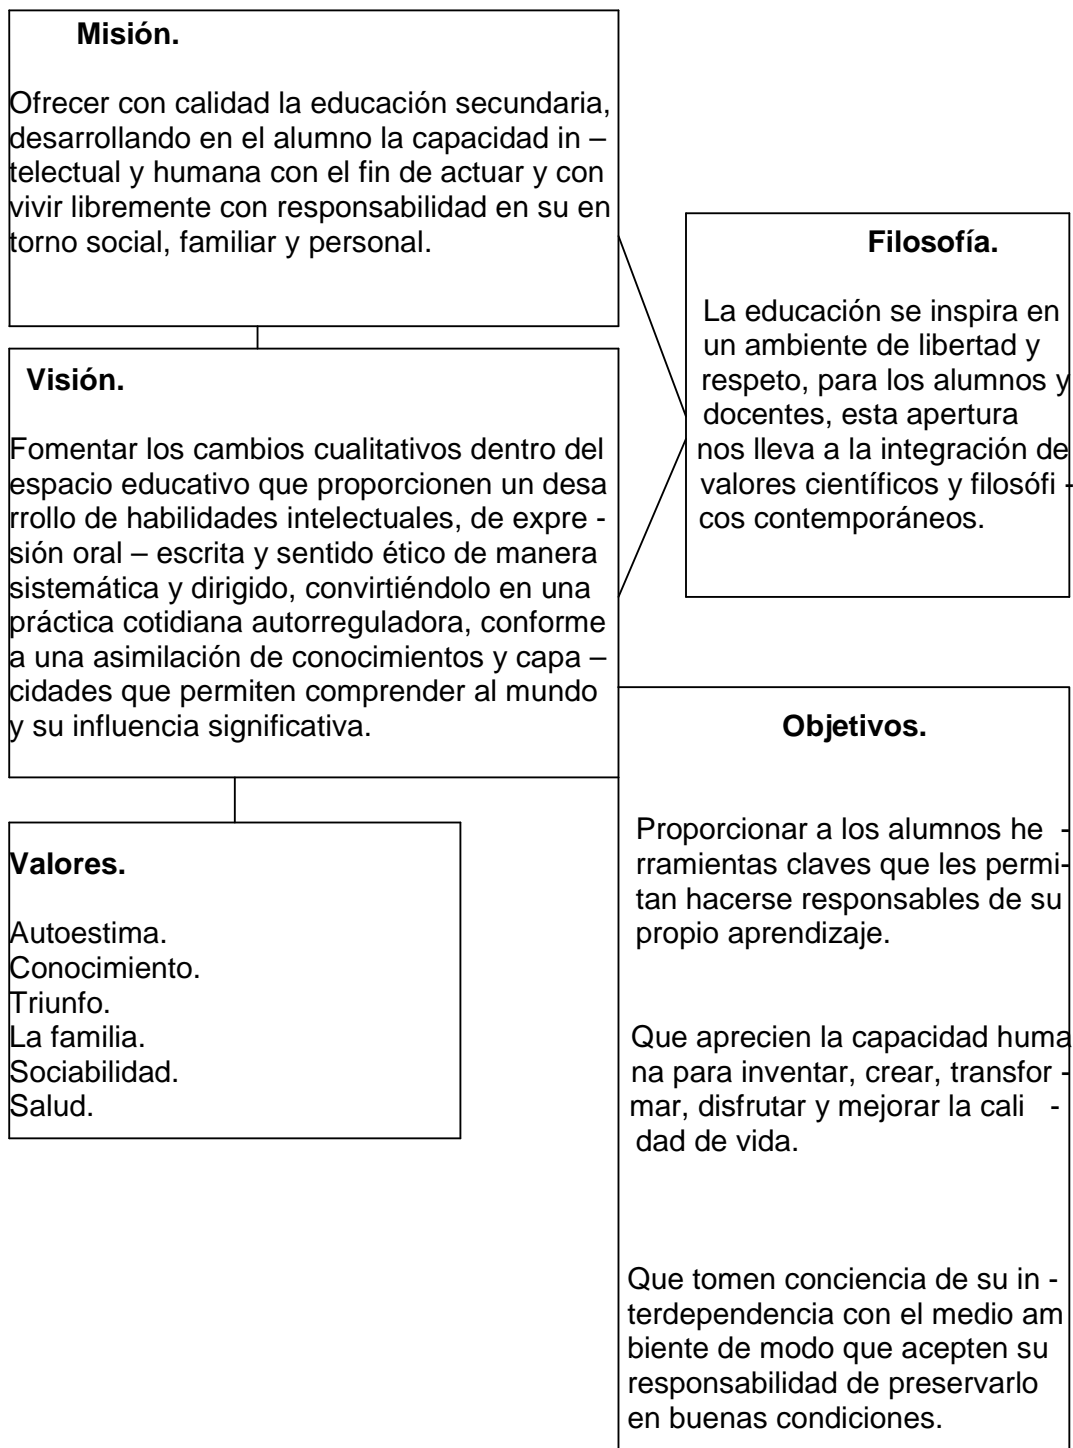 Misión.
Ofrecer con calidad la educación secundaria,
desarrollando en el alumno la capacidad in –
telectual y humana con el fin de actuar y con
vivir libremente con responsabilidad en su en
torno social, familiar y personal.
Filosofía.
La educación se inspira en
un ambiente de libertad y
respeto, para los alumnos y
docentes, esta apertura
nos lleva a la integración de
valores científicos y filosófi -
cos contemporáneos.
Visión.
Fomentar los cambios cualitativos dentro del
espacio educativo que proporcionen un desa
rrollo de habilidades intelectuales, de expre -
sión oral – escrita y sentido ético de manera
sistemática y dirigido, convirtiéndolo en una
práctica cotidiana autorreguladora, conforme
a una asimilación de conocimientos y capa –
cidades que permiten comprender al mundo
y su influencia significativa.
Valores.
Autoestima.
Conocimiento.
Triunfo.
La familia.
Sociabilidad.
Salud.
Objetivos.
Proporcionar a los alumnos he -
rramientas claves que les permi-
tan hacerse responsables de su
propio aprendizaje.
Que aprecien la capacidad huma
na para inventar, crear, transfor -
mar, disfrutar y mejorar la cali -
dad de vida.
Que tomen conciencia de su in -
terdependencia con el medio am
biente de modo que acepten su
responsabilidad de preservarlo
en buenas condiciones.